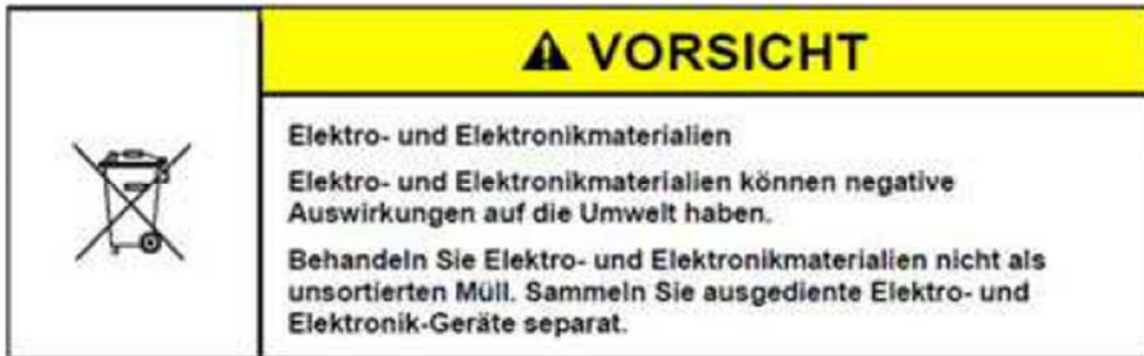 VORSICHT
Elektro- und Elektronikmaterialien
Elektro- und Elektronikmaterialien können negative
Auswirkungen auf die Umwelt haben.
Behandeln Sie Elektro- und Elektronikmaterialien nicht als
unsortierten Müll. Sammeln Sie ausgediente Elektro- und
Elektronik-Geräte separat.